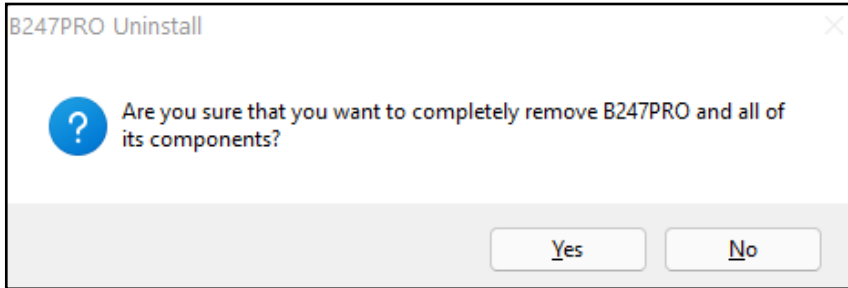 B247PRO Uninstall
Are you sure that you want to completely remove B247PRO and all of
its components?
Yes
No